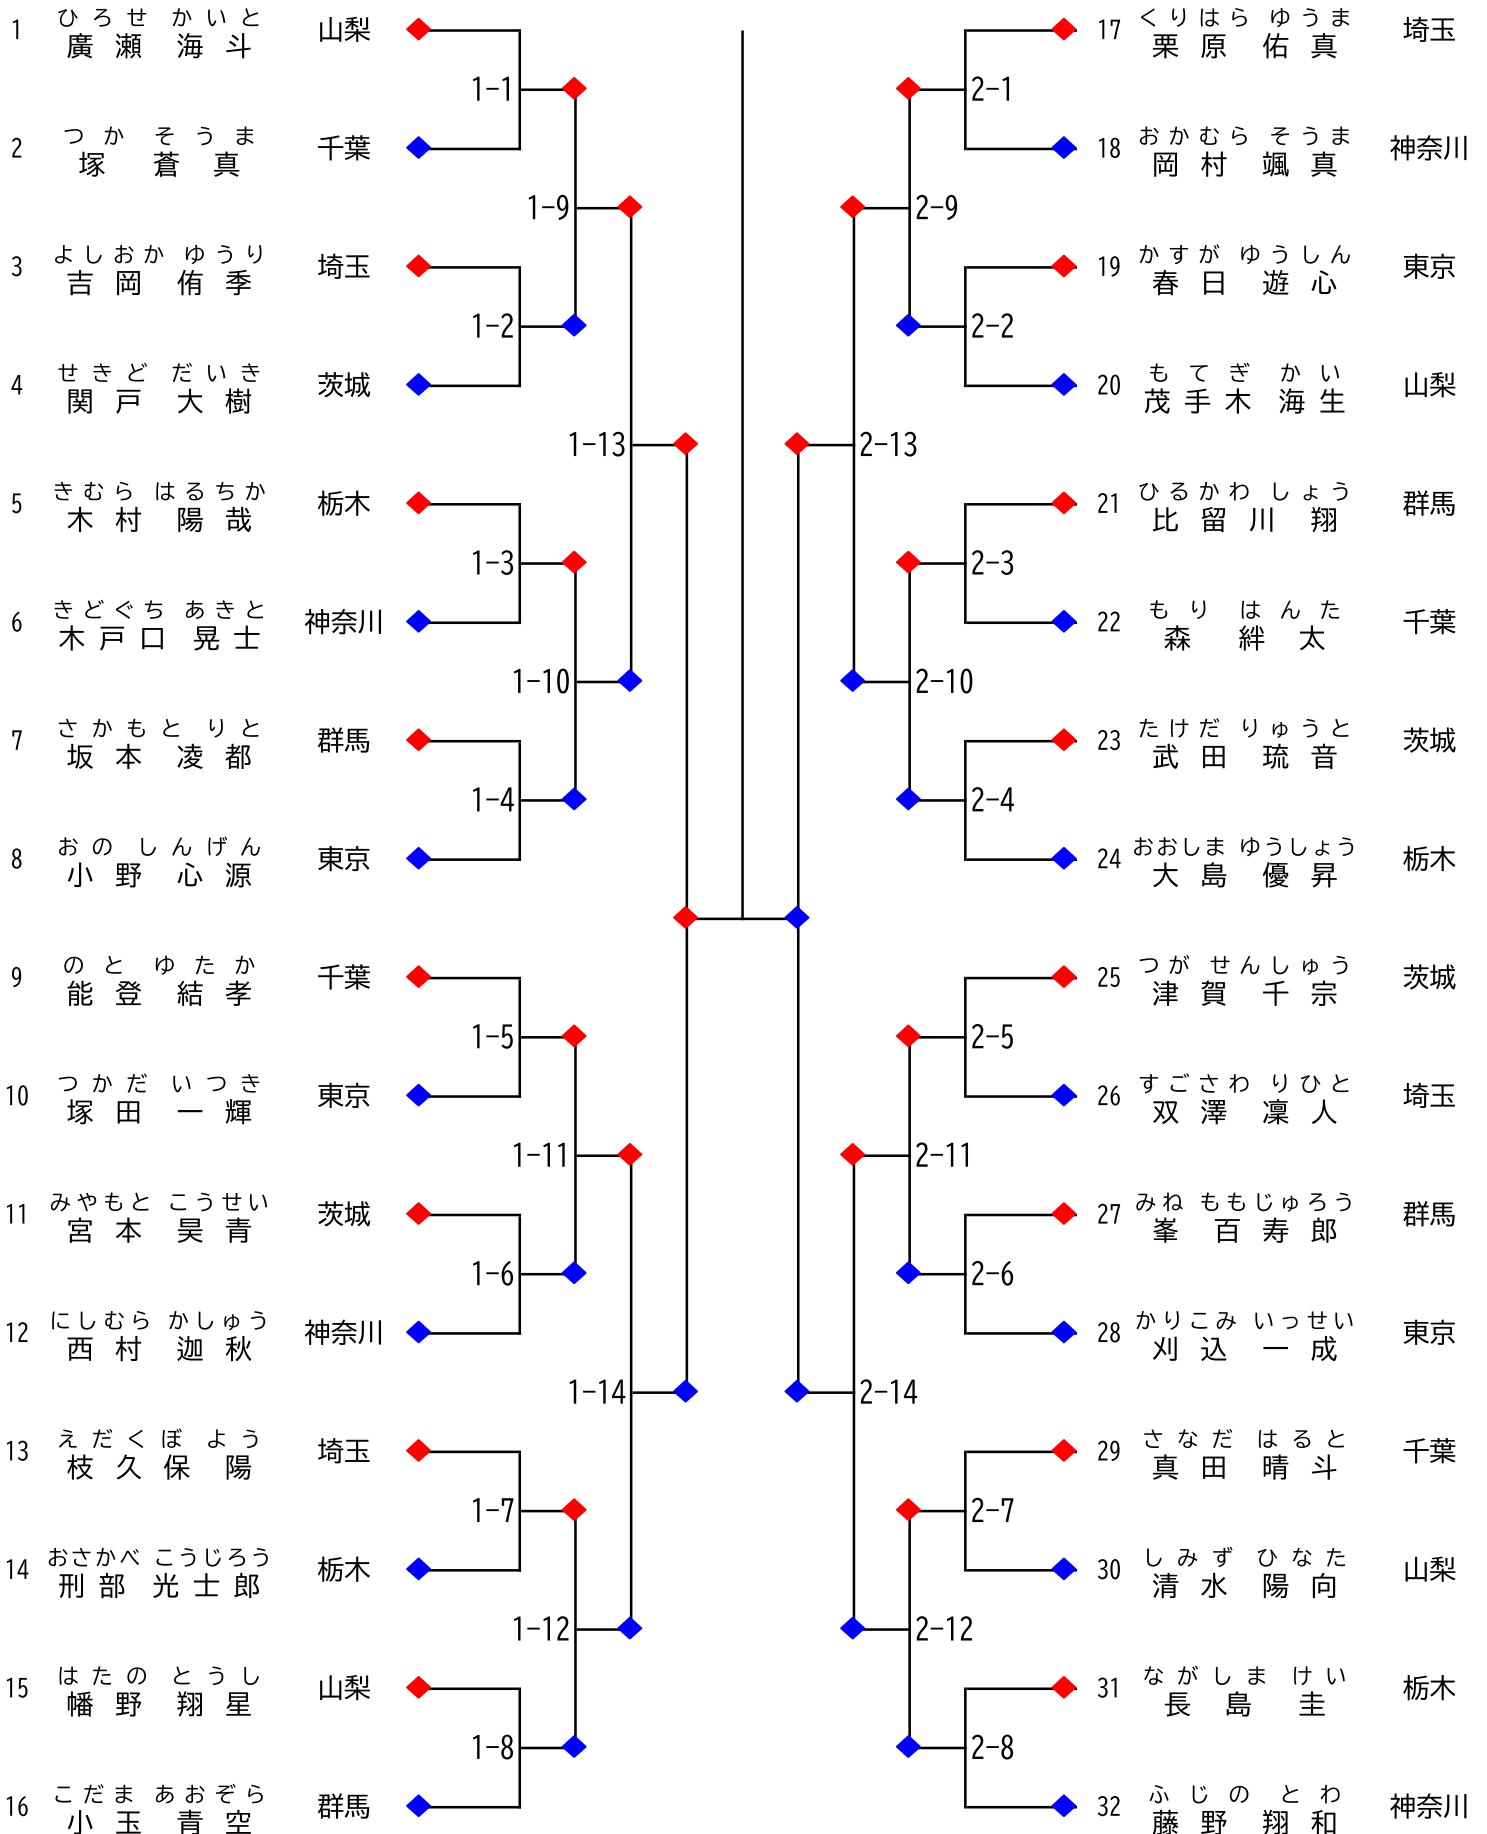 1 ひろせ かいと 山梨
廣瀬 海斗
1-1
2 つか そうま 千葉
塚 蒼真
1-9
3 よしおか ゆうり 埼玉
吉岡 侑季
1-2
4 せきど だいき 茨城
関戸 大樹
1-13
5 きむら はるちか 栃木
木村 陽哉
1-3
6 きどぐち あきと 神奈川
木戸口 晃士
1-10
7 さかもと りと 群馬
坂本 凌都
1-4
8 おの しんげん 東京
小野 心源
9 のと ゆたか 千葉
能登 結孝
1-5
10 つかだ いつき 東京
塚田 一輝
1-11
11 みやもと こうせい 茨城
宮本 昊青
1-6
12 にしむら かしゅう 神奈川
西村 迦秋
1-14
13 えだくぼ よう 埼玉
枝久保 陽
1-7
14 おさかべ こうじろう 栃木
刑部 光士郎
1-12
15 はたの とうし 山梨
幡野 翔星
1-8
16 こだま あおぞら 群馬
小玉 青空
17 くりはら ゆうま 埼玉
栗原 佑真
2-1
18 おかむら そうま 神奈川
岡村 颯真
2-9
19 かすが ゆうしん 東京
春日 遊心
2-2
20 もてぎ かい 山梨
茂手木 海生
2-13
21 ひるかわ しょう 群馬
比留川 翔
2-3
22 もり はんた 千葉
森 絆太
2-10
23 たけだ りゅうと 茨城
武田 琉音
2-4
24 おおしま ゆうしょう 栃木
大島 優昇
25 つが せんしゅう 茨城
津賀 千宗
2-5
26 すごさわ りひと 埼玉
双澤 凜人
2-11
27 みね ももじゅろう 群馬
峯 百寿郎
2-6
28 かりこみ いっせい 東京
刈込 一成
2-14
29 さなだ はると 千葉
真田 晴斗
2-7
30 しみず ひなた 山梨
清水 陽向
2-12
31 ながしま けい 栃木
長島 圭
2-8
32 ふじの とわ 神奈川
藤野 翔和